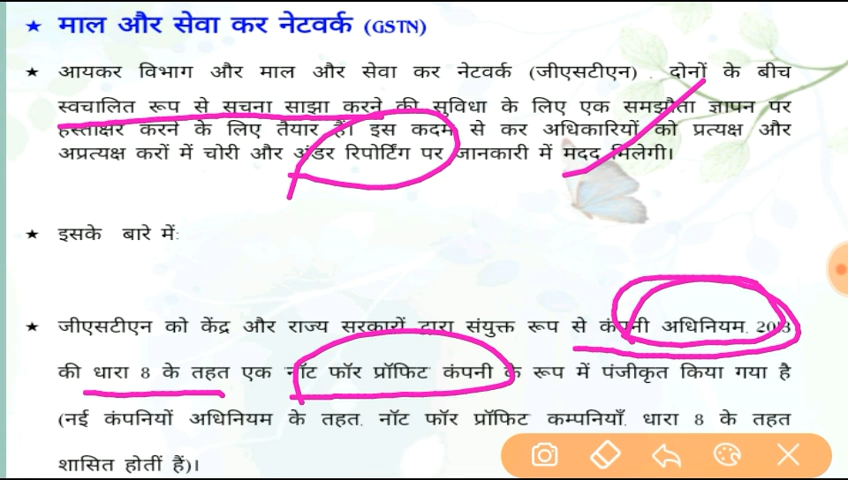 ★ माल और सेवा कर नेटवर्क (GSTN)
★ आयकर विभाग और माल और सेवा कर नेटवर्क (जीएसटीएन) . दोनों के बीच
स्वचालित रूप से सूचना साझा करने की सुविधा के लिए एक समझौता ज्ञापन पर
हस्ताक्षर करने के लिए तैयार हैं। इस कदम से कर अधिकारियों को प्रत्यक्ष और
अप्रत्यक्ष करों में चोरी और अंडर रिपोर्टिंग पर जानकारी में मदद मिलेगी।
★ इसके बारे में:
★ जीएसटीएन को केंद्र और राज्य सरकारों द्वारा संयुक्त रूप से कंपनी अधिनियम, 2013
की धारा 8 के तहत एक नॉट फॉर प्रॉफिट कंपनी के रूप में पंजीकृत किया गया है
(नई कंपनियों अधिनियम के तहत, नॉट फॉर प्रॉफिट कम्पनियाँ, धारा 8 के तहत
शासित होतीं हैं)।